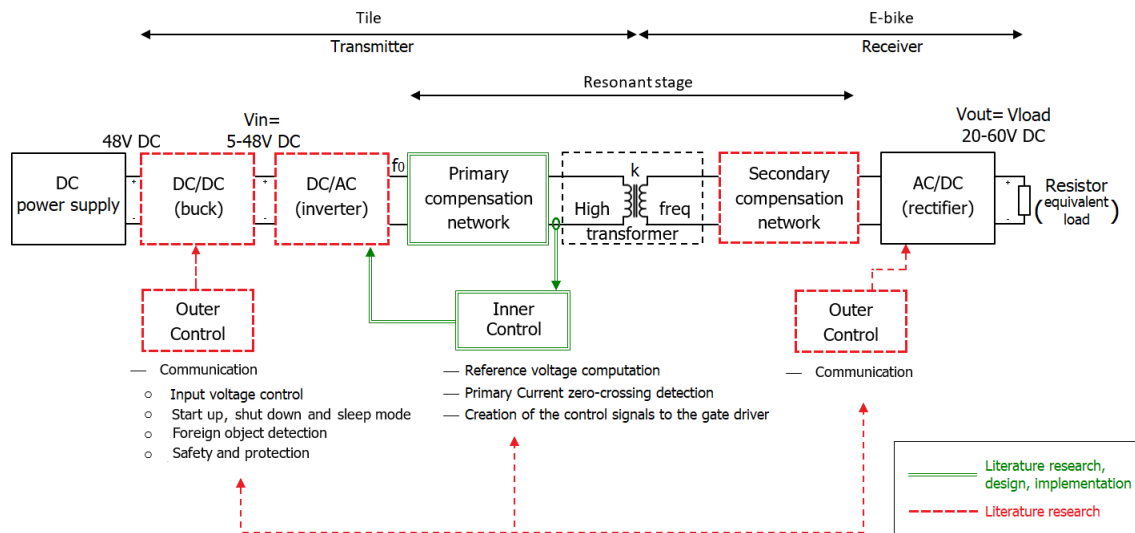 Tile
E-bike
Transmitter
Receiver
Resonant stage
Vin=
5-48V DC
48V DC
Vout= Vload
20-60V DC
DC
power supply
+
-
DC/DC
(buck)
+
-
DC/AC
(inverter)
f0
Primary
compensation
network
k
High freq
transformer
Secondary
compensation
network
AC/DC
(rectifier)
+
-
Resistor
(equivalent)
load
Outer
Control
Inner
Control
Outer
Control
— Communication
o Input voltage control
o Start up, shut down and sleep mode
o Foreign object detection
o Safety and protection
— Reference voltage computation
— Primary Current zero-crossing detection
— Creation of the control signals to the gate driver
— Communication
Literature research,
design, implementation
Literature research